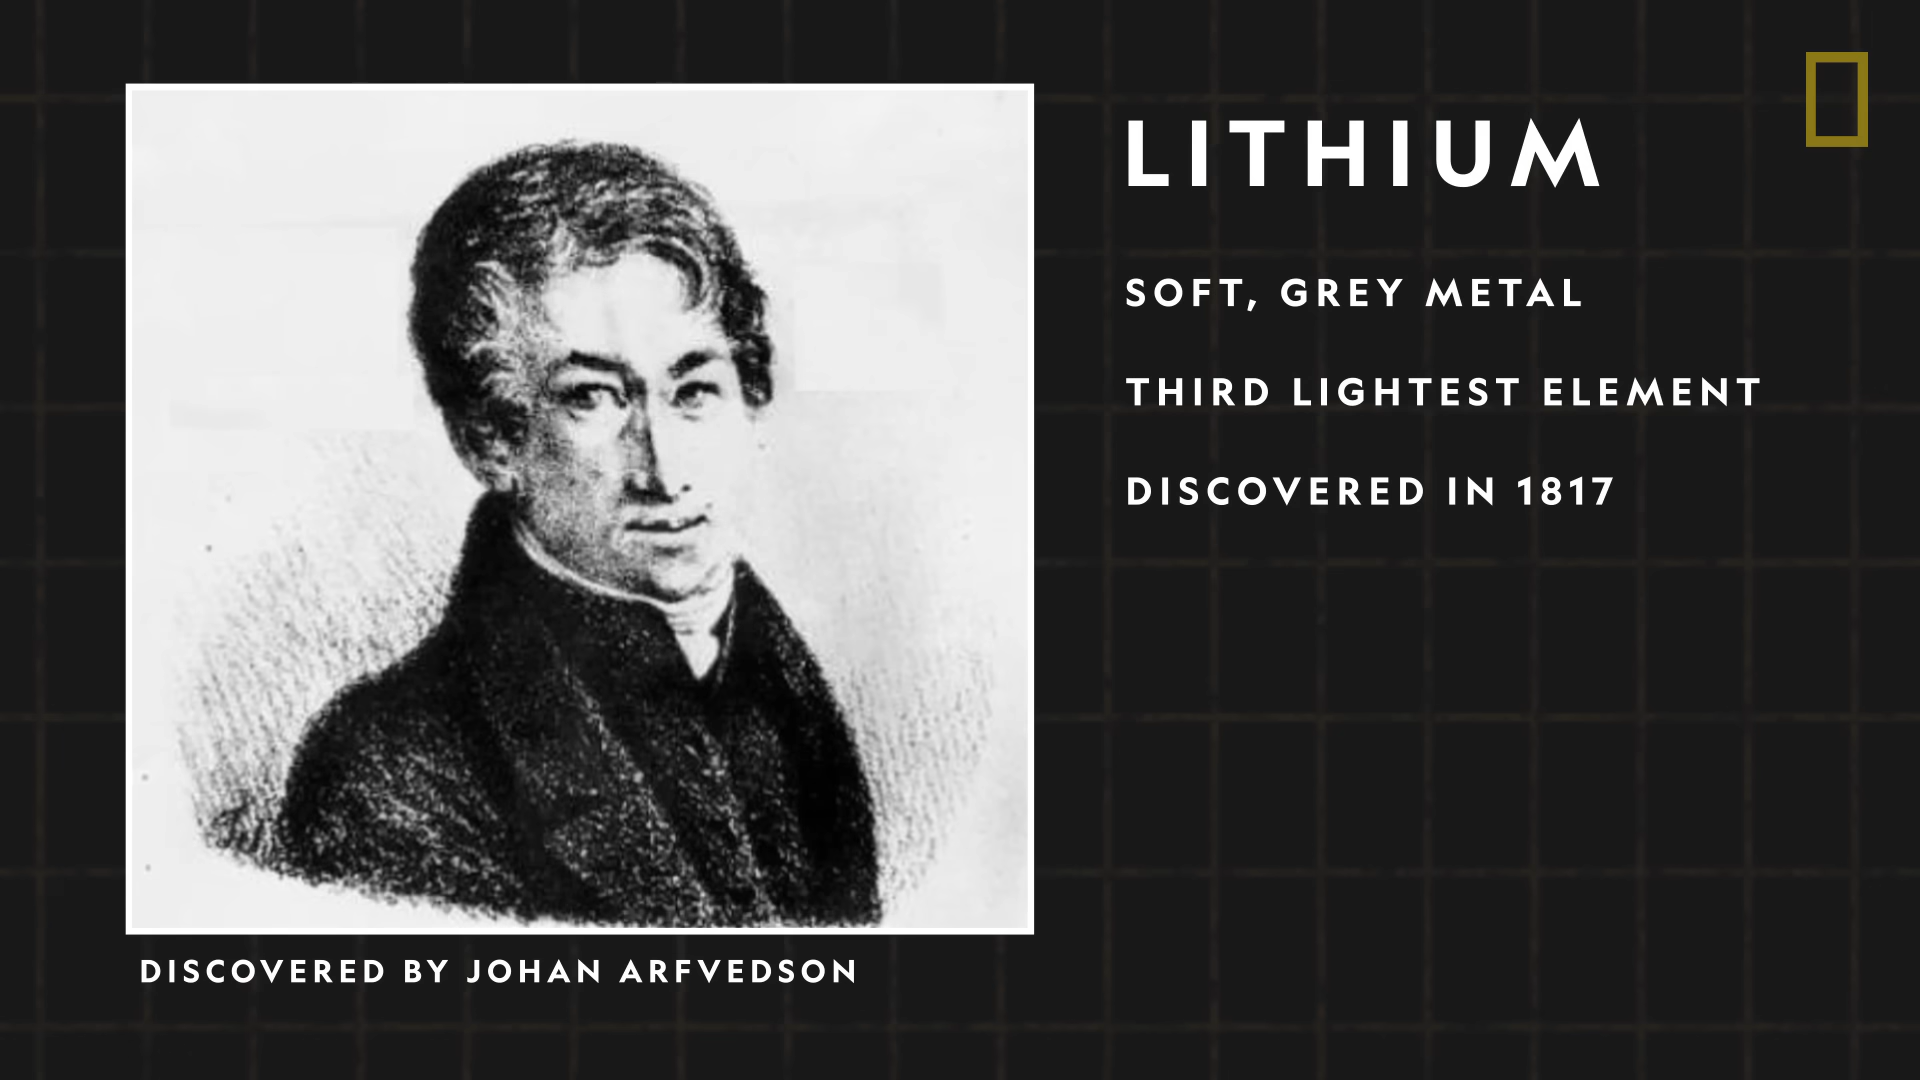 LITHIUM
SOFT, GREY METAL
THIRD LIGHTEST ELEMENT
DISCOVERED IN 1817
DISCOVERED BY JOHAN ARFVEDSON